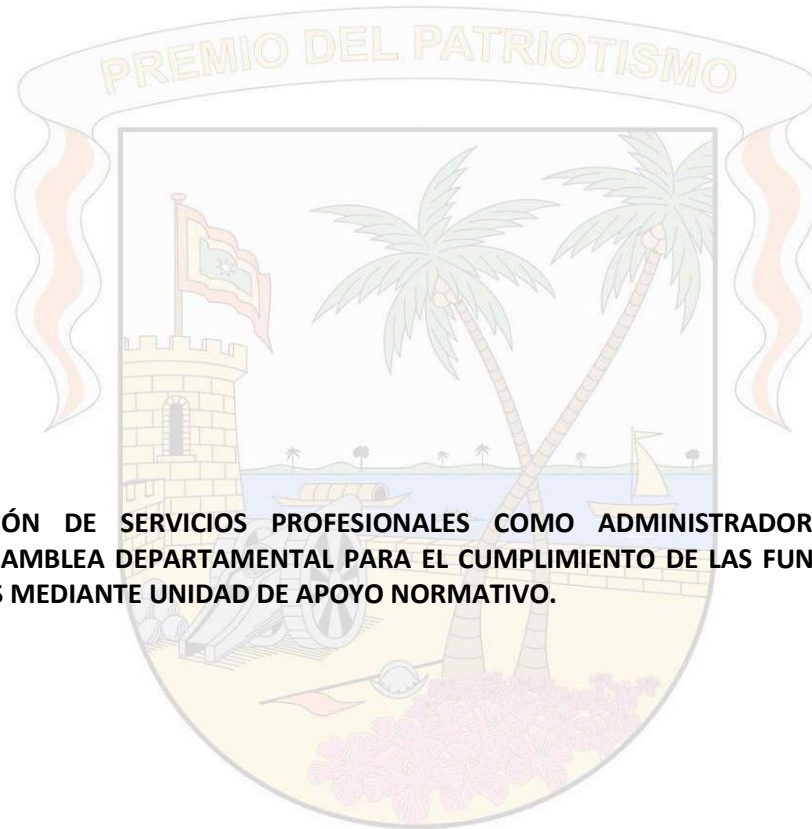 PREMIO DEL PATRIOTISMO
IÓN DE SERVICIOS PROFESIONALES COMO ADMINISTRADOR
AMBLEA DEPARTAMENTAL PARA EL CUMPLIMIENTO DE LAS FUN
S MEDIANTE UNIDAD DE APOYO NORMATIVO.